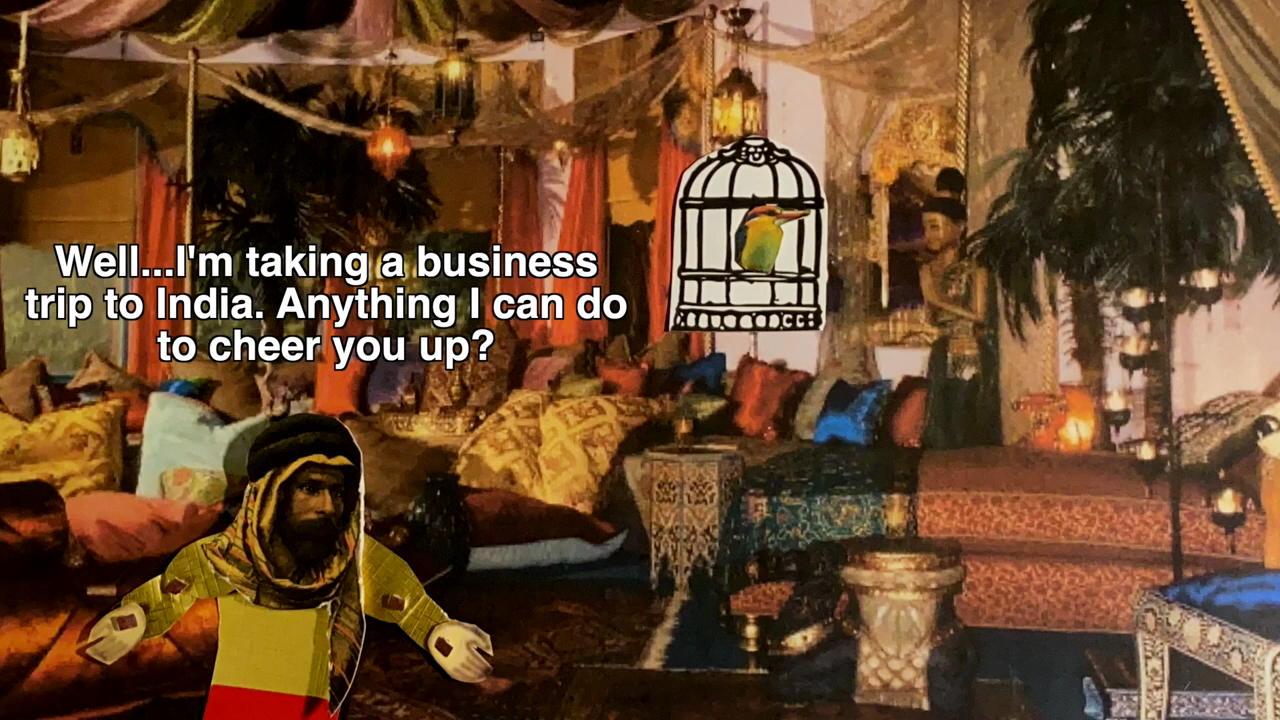 Well...I'm taking a business
trip to India. Anything I can do
to cheer you up?